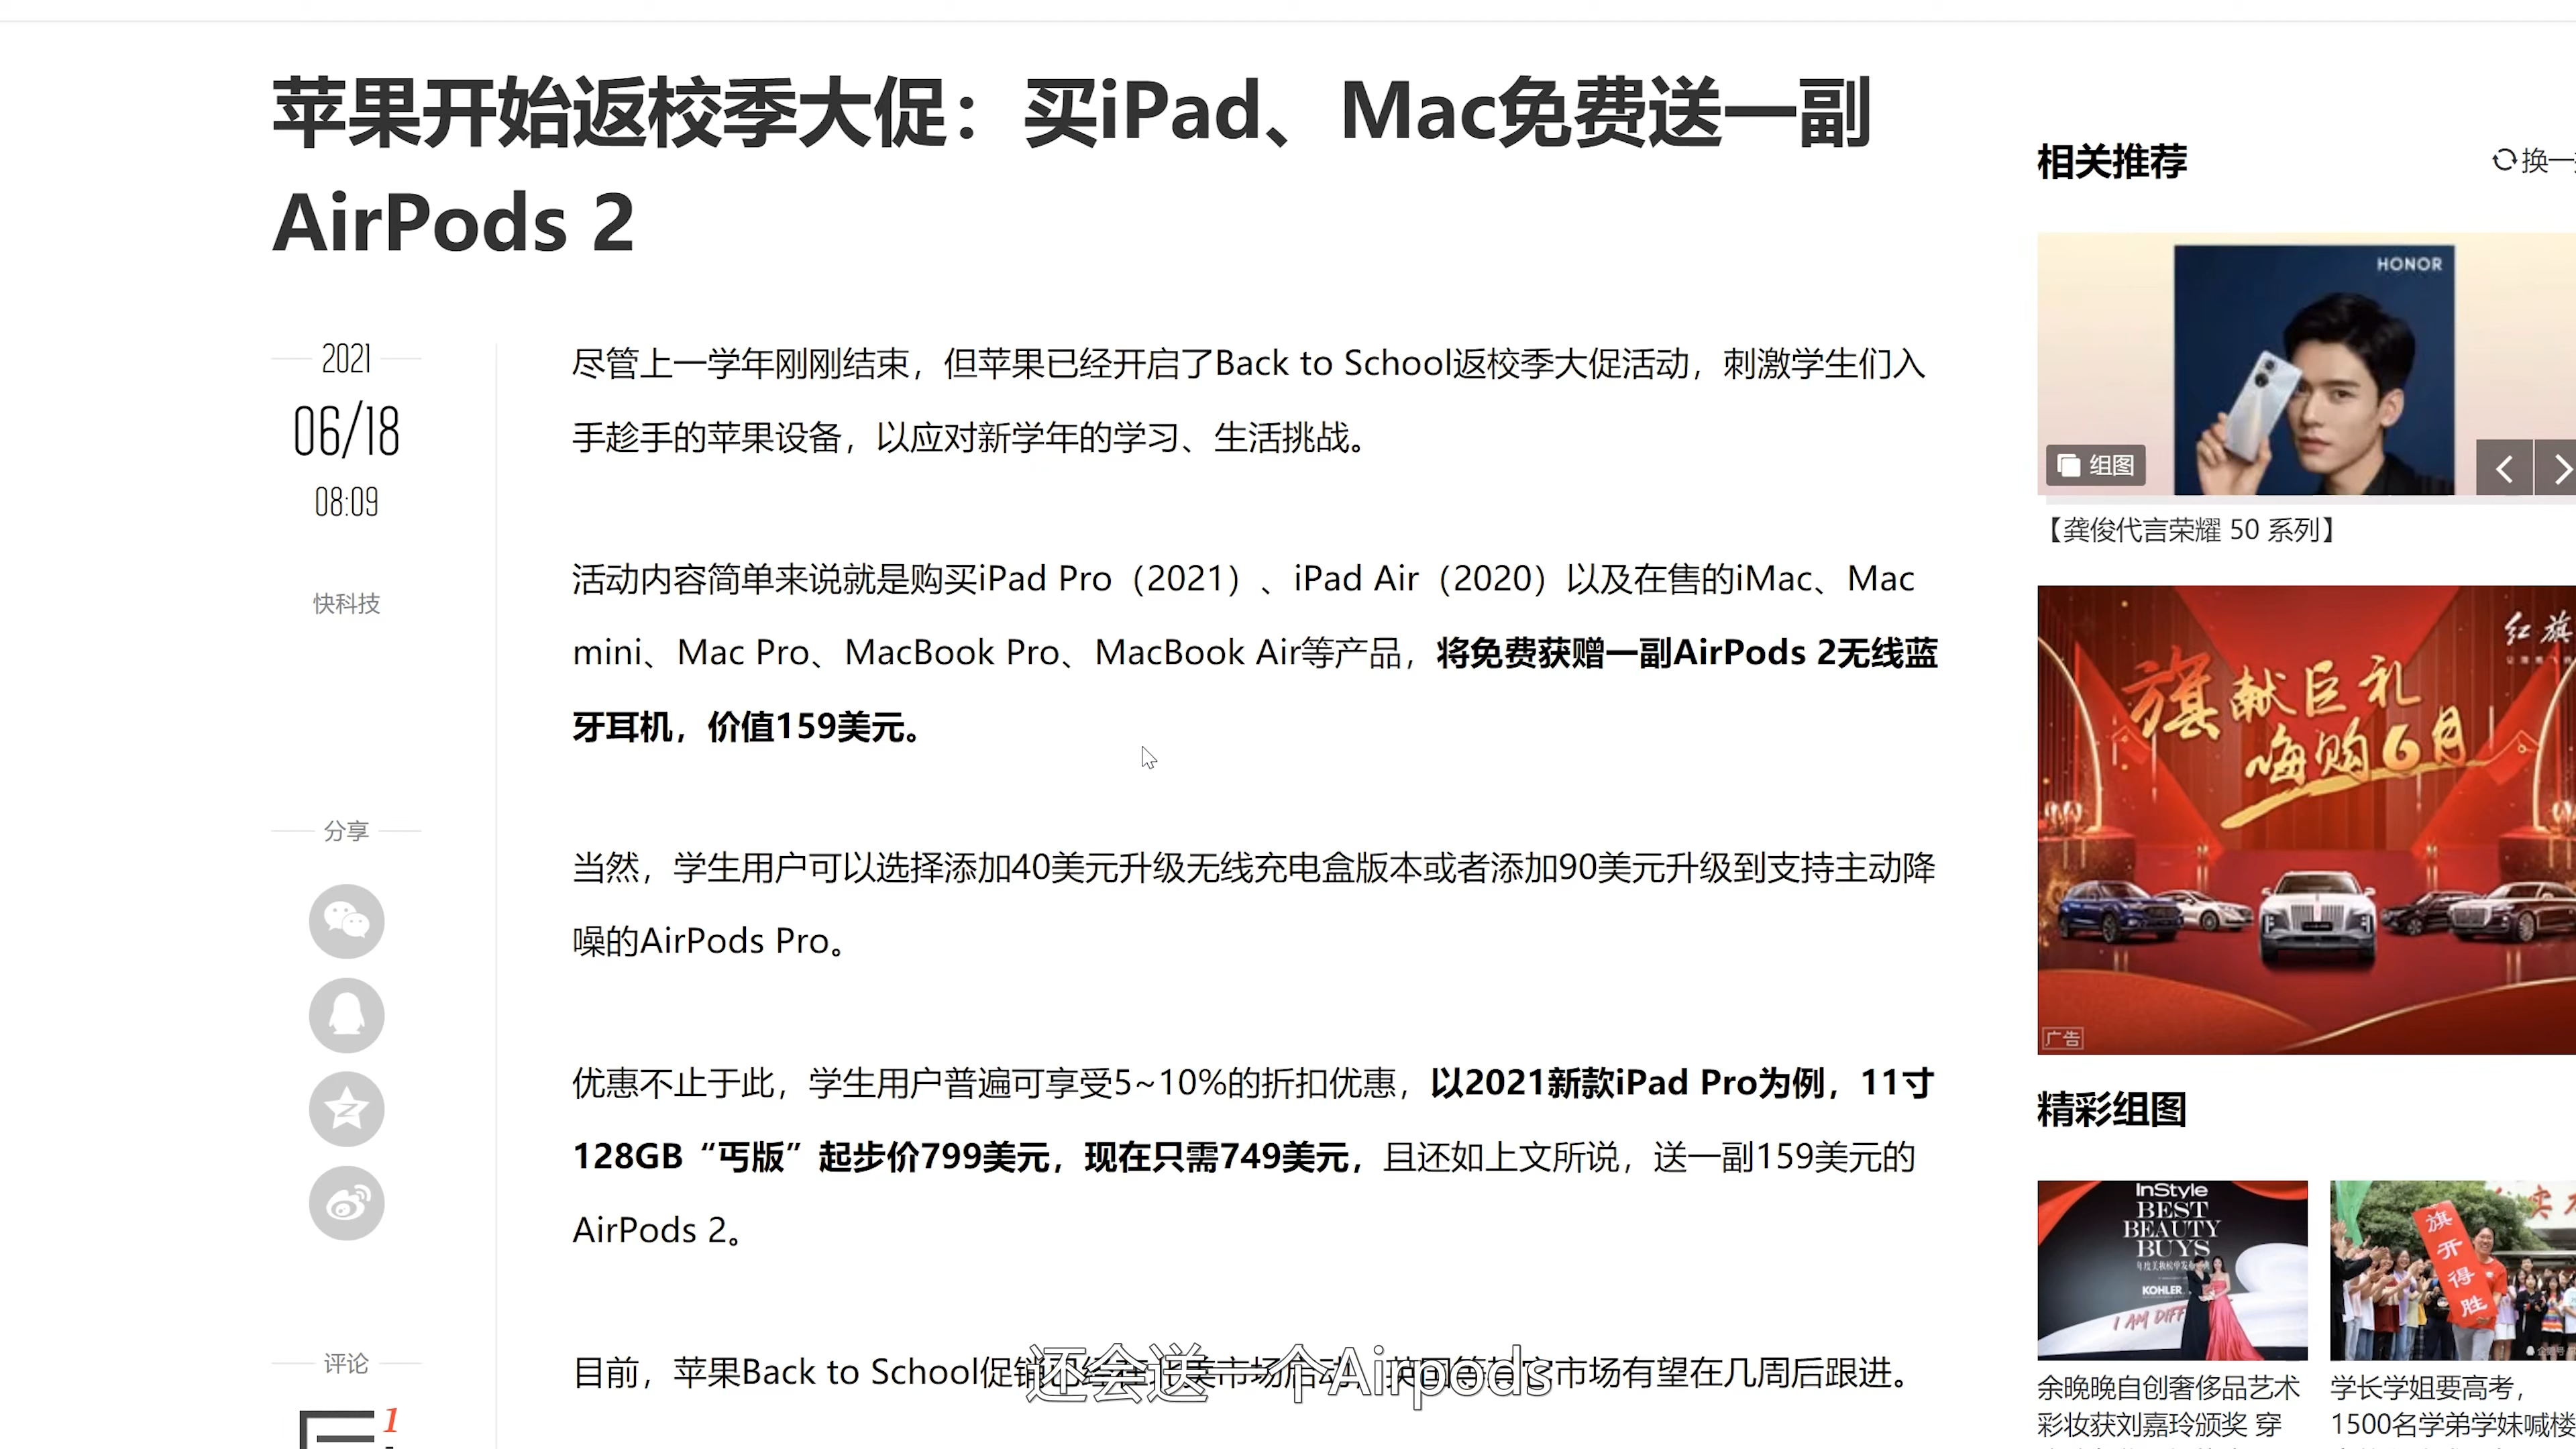 苹果开始返校季大促：买iPad、Mac免费送一副
AirPods 2
2021
06/18
08:09
快科技
分享
评论
1
尽管上一学年刚刚结束，但苹果已经开启了Back to School返校季大促活动，刺激学生们入
手趁手的苹果设备，以应对新学年的学习、生活挑战。
活动内容简单来说就是购买iPad Pro（2021）、iPad Air（2020）以及在售的iMac、Mac
mini、Mac Pro、MacBook Pro、MacBook Air等产品，将免费获赠一副AirPods 2无线蓝
牙耳机，价值159美元。
当然，学生用户可以选择添加40美元升级无线充电盒版本或者添加90美元升级到支持主动降
噪的AirPods Pro。
优惠不止于此，学生用户普遍可享受5~10%的折扣优惠，以2021新款iPad Pro为例，11寸
128GB“丐版”起步价799美元，现在只需749美元，且还如上文所说，送一副159美元的
AirPods 2。
目前，苹果Back to School促销 市场有望在几周后跟进。
还会送一个Airpods
相关推荐
换一
HONOR
组图
【龚俊代言荣耀 50 系列】
红旗
旗献巨礼
嗨购6月
广告
精彩组图
InStyle
BEST
BEAUTY
BUYS
KOHLER
I AM DIFF
旗开得胜
余晚晚自创奢侈品艺术
彩妆获刘嘉玲颁奖 穿
学长学姐要高考，
1500名学弟学妹喊楼